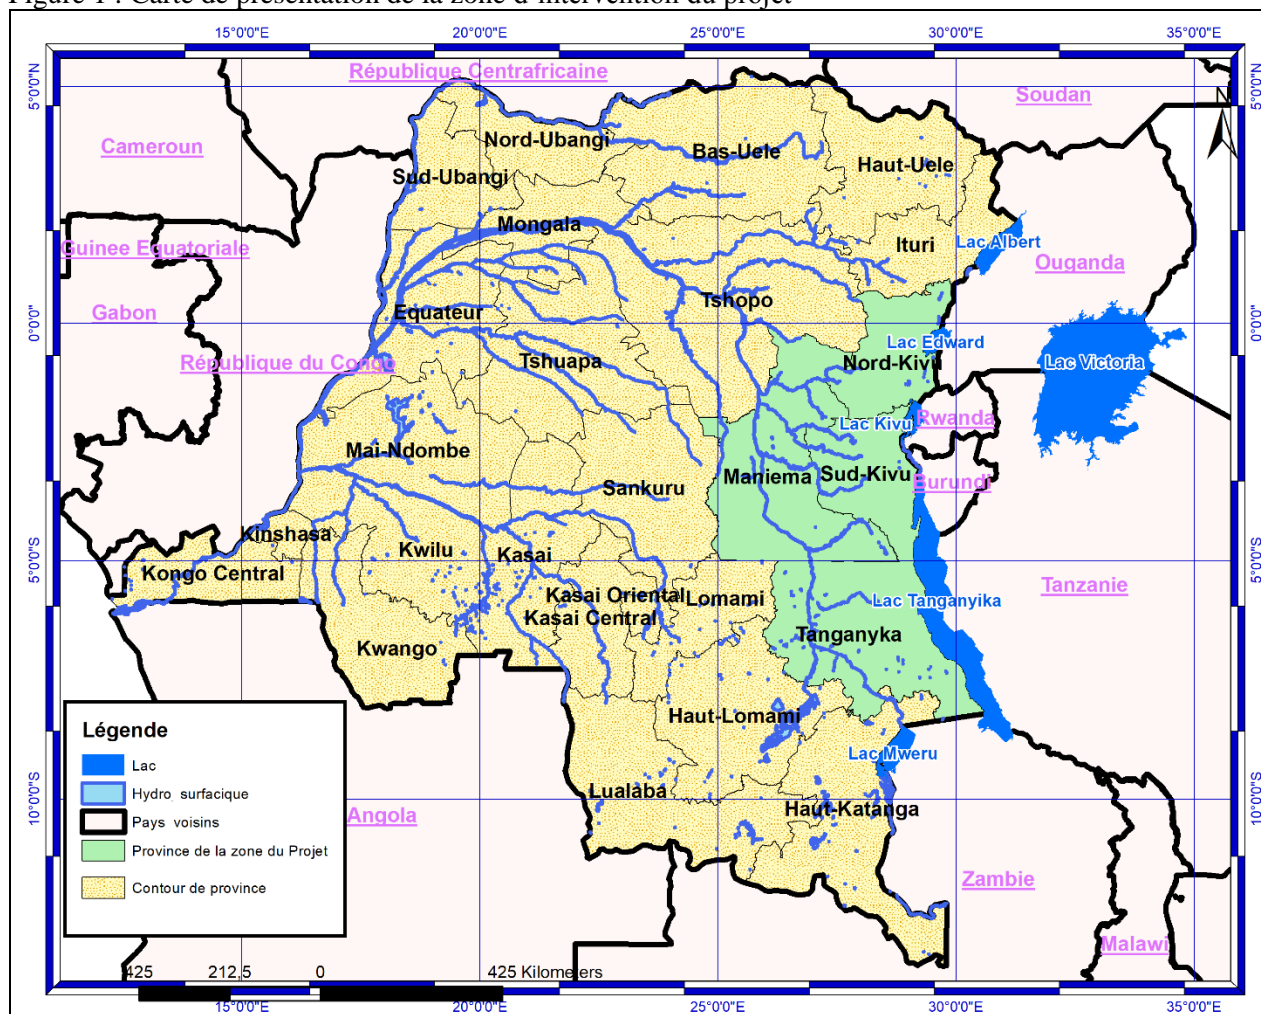 Figure 1 : Carte de présentation de la zone d'intervention du projet
15°0'0"E 20°0'0"E 25°0'0"E 30°0'0"E 35°0'0"E
5°0'0"N
5°0'0"N
République Centrafricaine
Soudan
N
Cameroun
Nord-Ubangi
Bas-Uele
Haut-Uele
Sud-Ubangi
Mongala
Ituri
Lac Albert
Guinee Equatoriale
Ouganda
Gabon
Equateur
Tshopo
0°0'0"
0°0'0"
Lac Edward
République du Congo
Tshuapa
Nord-Kivu
Lac Victoria
Lac Kivu
Rwanda
Mai-Ndombe
Maniema
Sud-Kivu
Burundi
Sankuru
Kinshasa
Kwilu
Kasai
5°0'0"S
5°0'0"S
Kongo Central
Kasai Oriental
Lomami
Lac Tanganyika
Tanzanie
Kasai Central
Kwango
Tanganyka
Haut-Lomami
Lac Mweru
Lualaba
Haut-Katanga
10°0'0"S
10°0'0"S
Angola
Zambie
Malawi
Légende
Lac
Hydro surfacique
Pays voisins
Province de la zone du Projet
Contour de province
425 212,5 0 425 Kilometers
15°0'0"E 20°0'0"E 25°0'0"E 30°0'0"E 35°0'0"E